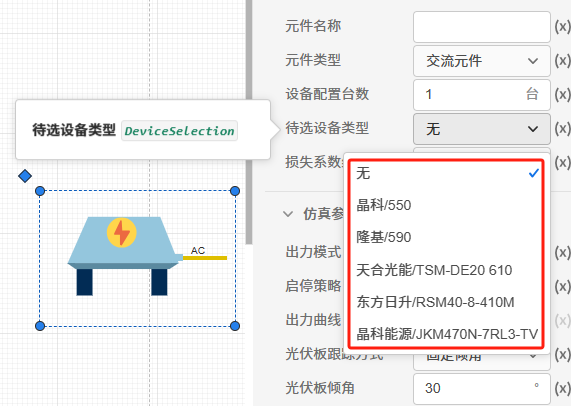 元件名称
(x)
元件类型
交流元件
(x)
设备配置台数
1
台
(x)
待选设备类型 DeviceSelection
待选设备类型
无
(x)
损失系数
(x)
无
晶科/550
隆基/590
天合光能/TSM-DE20 610
东方日升/RSM40-8-410M
晶科能源/JKM470N-7RL3-TV
AC
仿真参
出力模式
(x)
启停策略
(x)
出力曲线
(x)
光伏板跟踪方式
固定倾角
(x)
光伏板倾角
30
°
(x)